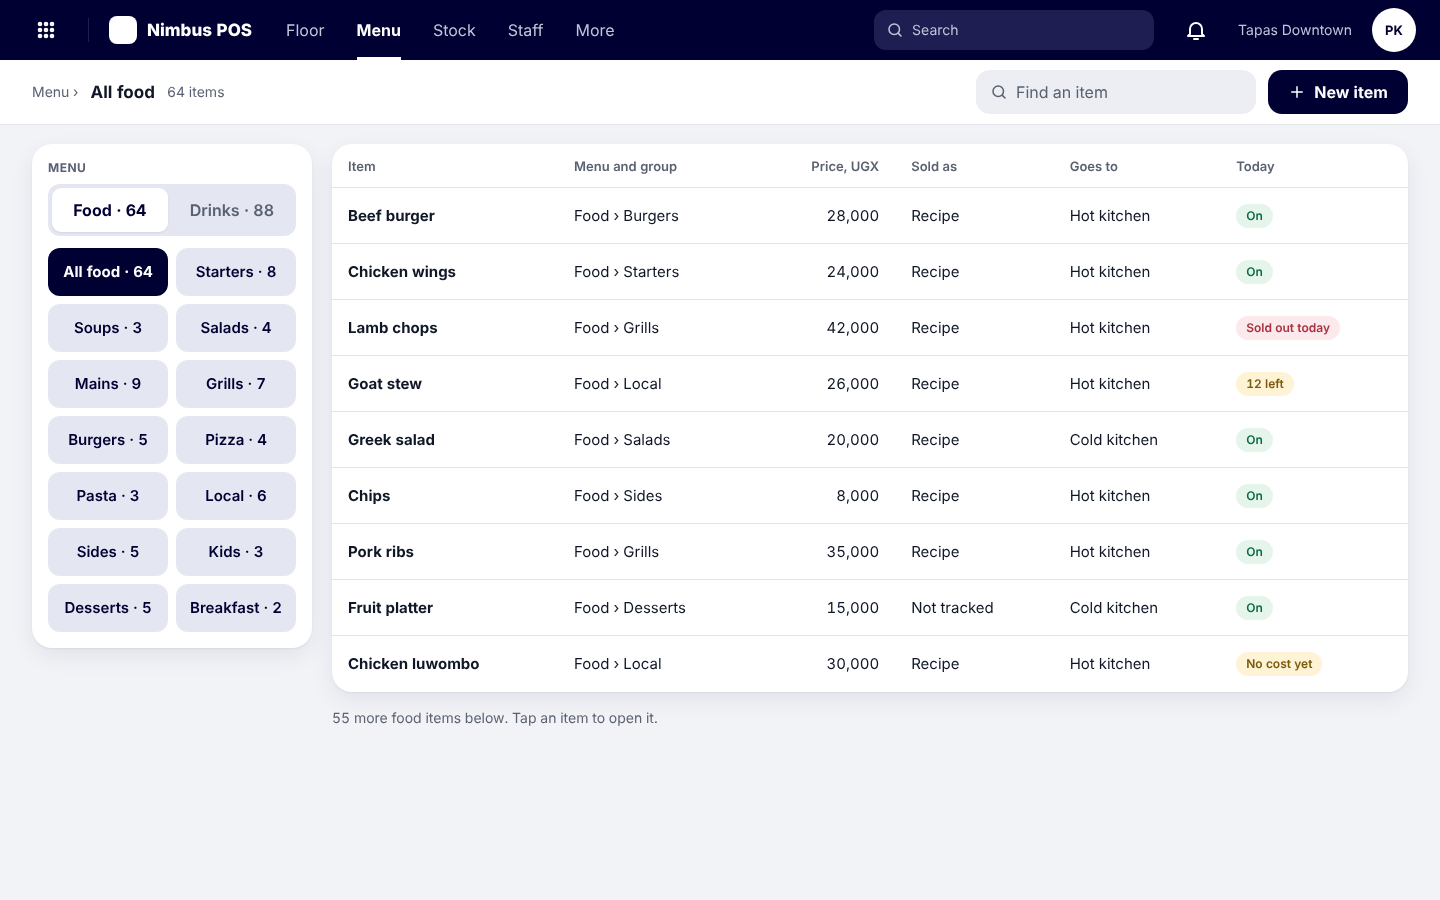 Nimbus POS Floor Menu Stock Staff More Search Tapas Downtown PK
Menu › All food 64 items Find an item + New item
MENU
Food · 64 Drinks · 88
All food · 64 Starters · 8
Soups · 3 Salads · 4
Mains · 9 Grills · 7
Burgers · 5 Pizza · 4
Pasta · 3 Local · 6
Sides · 5 Kids · 3
Desserts · 5 Breakfast · 2
Item Menu and group Price, UGX Sold as Goes to Today
Beef burger Food › Burgers 28,000 Recipe Hot kitchen On
Chicken wings Food › Starters 24,000 Recipe Hot kitchen On
Lamb chops Food › Grills 42,000 Recipe Hot kitchen Sold out today
Goat stew Food › Local 26,000 Recipe Hot kitchen 12 left
Greek salad Food › Salads 20,000 Recipe Cold kitchen On
Chips Food › Sides 8,000 Recipe Hot kitchen On
Pork ribs Food › Grills 35,000 Recipe Hot kitchen On
Fruit platter Food › Desserts 15,000 Not tracked Cold kitchen On
Chicken luwombo Food › Local 30,000 Recipe Hot kitchen No cost yet
55 more food items below. Tap an item to open it.